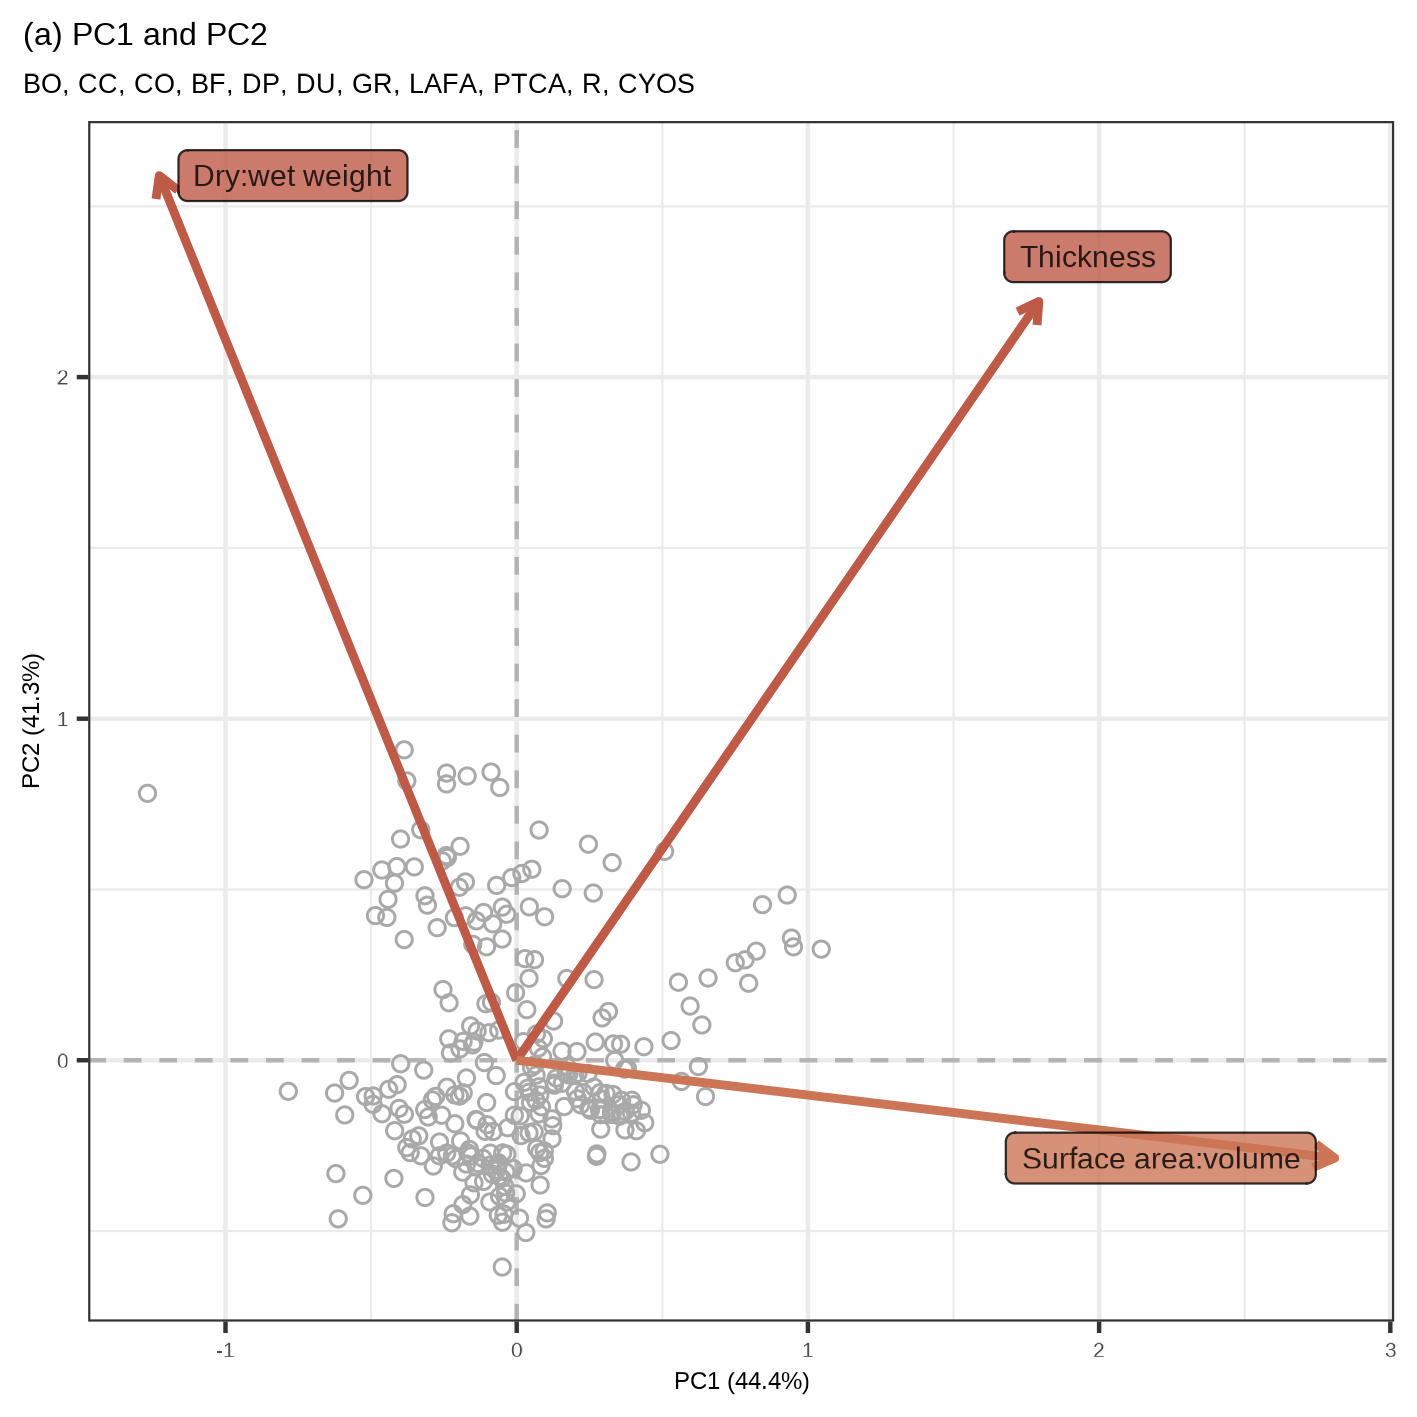 (a) PC1 and PC2
BO, CC, CO, BF, DP, DU, GR, LAFA, PTCA, R, CYOS
Dry:wet weight
Thickness
2
1
0
PC2 (41.3%)
Surface area:volume
-1 0 1 2 3
PC1 (44.4%)